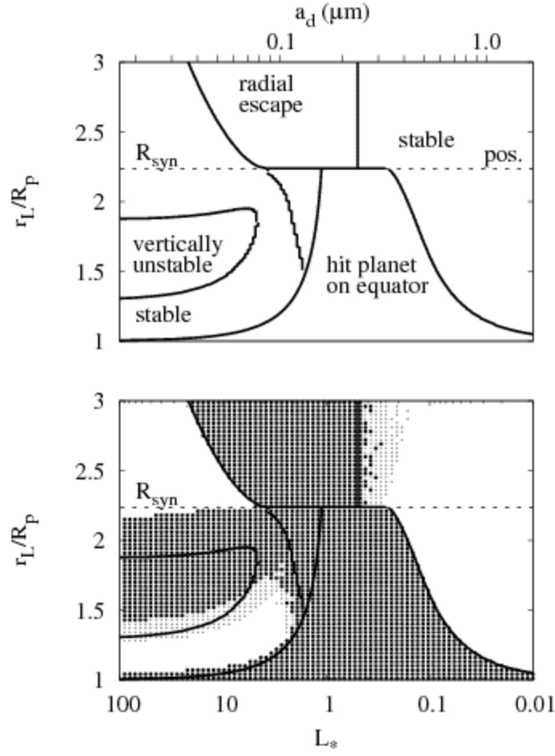 a_d (μm)
0.1 1.0
3
radial
escape
stable
R_syn
pos.
r_L/R_p
2
vertically
unstable
hit planet
on equator
1.5
stable
1
2.5
3
2.5
R_syn
r_L/R_p
2
1.5
1
100 10 1 0.1 0.01
L_*